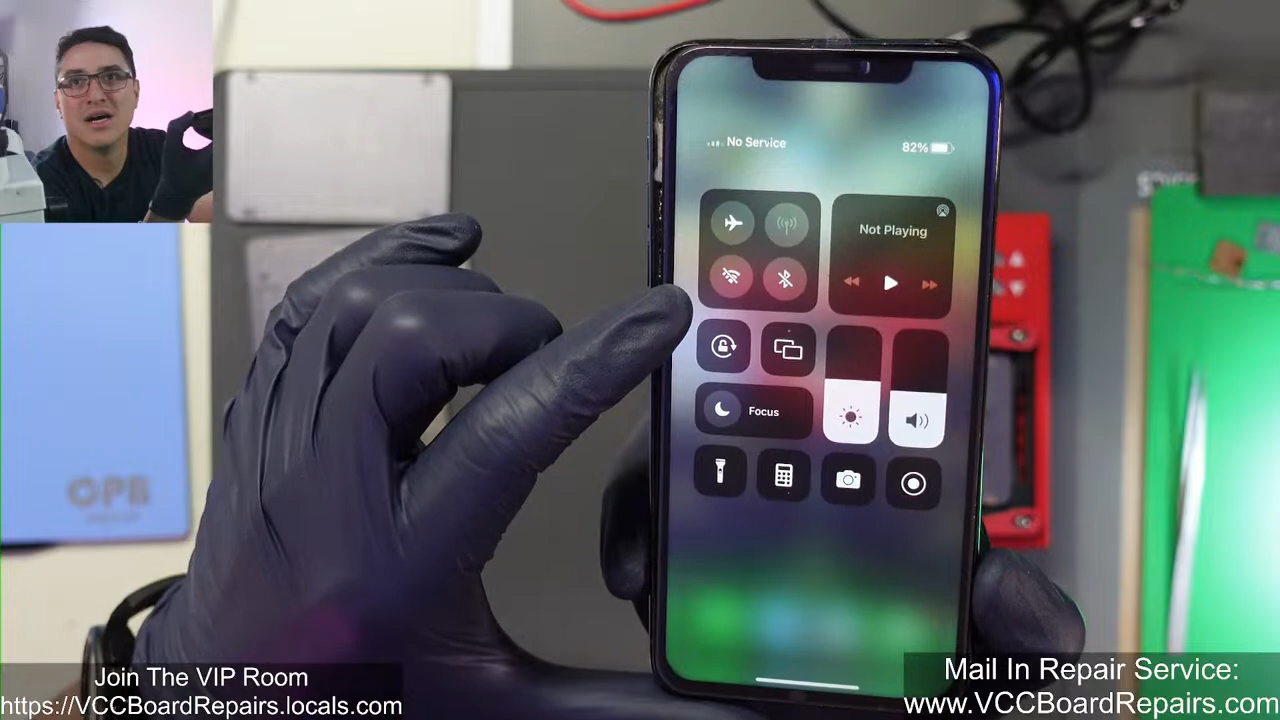 No Service
82%
Not Playing
Focus
OPB
Join The VIP Room
https://VCCBoardRepairs.locals.com
Mail In Repair Service:
www.VCCBoardRepairs.com